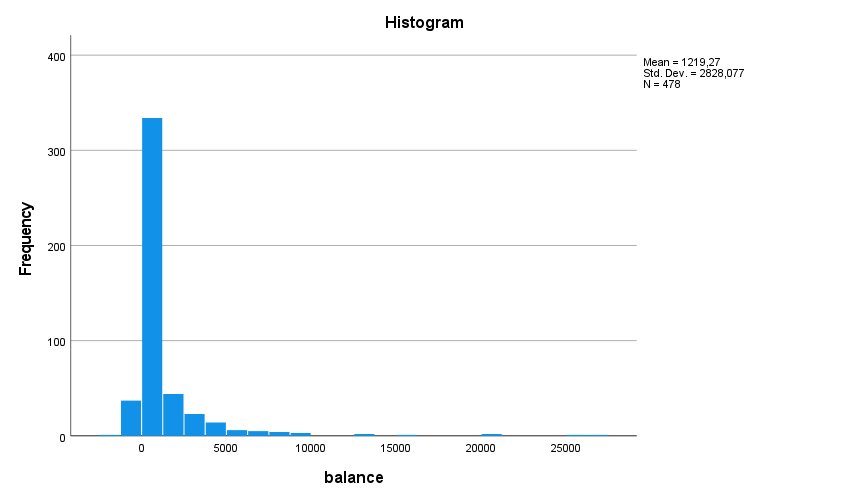 Histogram
400
300
200
100
0
Frequency
0
5000
10000
15000
20000
25000
balance
Mean = 1219,27
Std. Dev. = 2828,077
N = 478